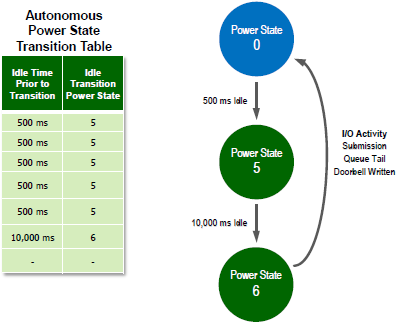 Autonomous
Power State
Transition Table
Idle Time
Prior to
Transition
Idle
Transition
Power State
500 ms 5
500 ms 5
500 ms 5
500 ms 5
500 ms 5
10,000 ms 6
- -
Power State
0
500 ms Idle
Power State
5
10,000 ms Idle
Power State
6
I/O Activity
Submission
Queue Tail
Doorbell Written